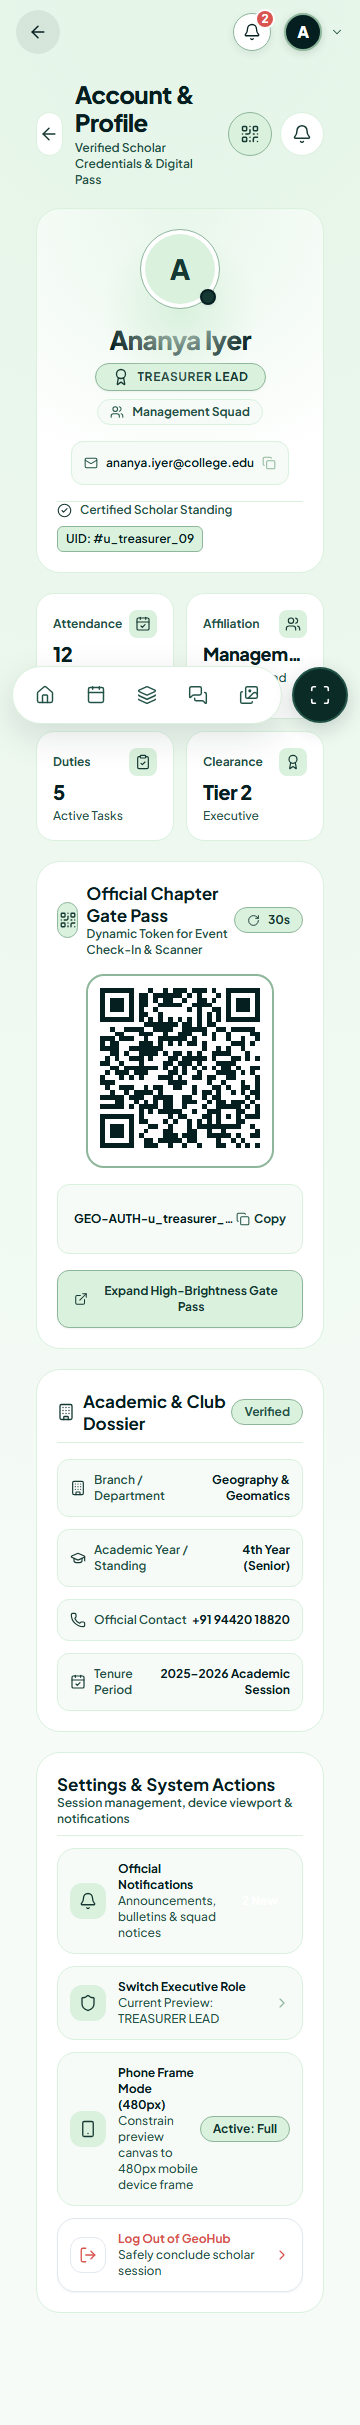 2
A
Account &
Profile
Verified Scholar
Credentials & Digital
Pass
A
Ananya Iyer
TREASURER LEAD
Management Squad
ananya.iyer@college.edu
Certified Scholar Standing
UID: #u_treasurer_09
Attendance
12
Affiliation
Managem...
Duties
5
Active Tasks
Clearance
Tier 2
Executive
Official Chapter
Gate Pass
Dynamic Token for Event
Check-In & Scanner
30s
GEO-AUTH-u_treasurer_...
Copy
Expand High-Brightness Gate
Pass
Academic & Club
Dossier
Verified
Branch /
Department
Geography &
Geomatics
Academic Year /
Standing
4th Year
(Senior)
Official Contact
+91 94420 18820
Tenure
Period
2025–2026 Academic
Session
Settings & System Actions
Session management, device viewport &
notifications
Official
Notifications
Announcements,
bulletins & squad
notices
2 New
Switch Executive Role
Current Preview:
TREASURER LEAD
Phone Frame
Mode
(480px)
Constrain
preview
canvas to
480px mobile
device frame
Active: Full
Log Out of GeoHub
Safely conclude scholar
session